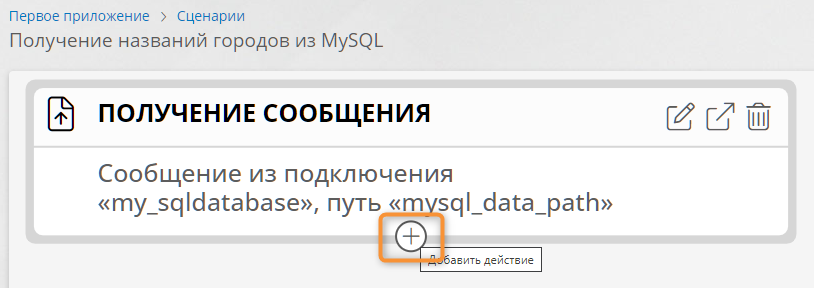 Первое приложение > Сценарии
Получение названий городов из MySQL
ПОЛУЧЕНИЕ СООБЩЕНИЯ
Сообщение из подключения
«my_sqldatabase», путь «mysql_data_path»
Добавить действие